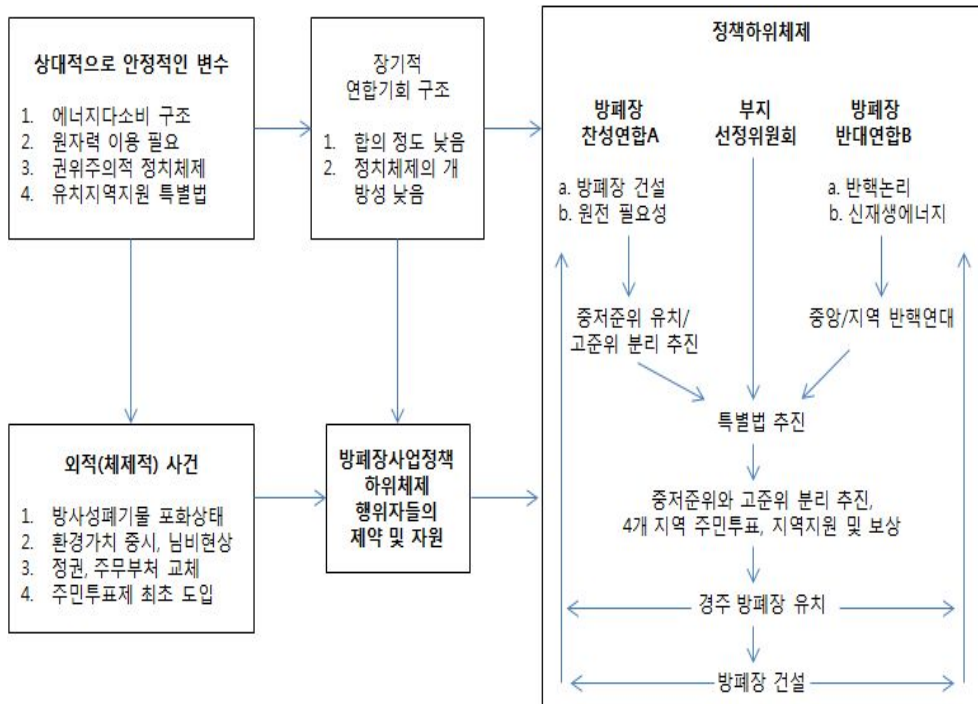 상대적으로 안정적인 변수
1. 에너지다소비 구조
2. 원자력 이용 필요
3. 권위주의적 정치체제
4. 유치지역지원 특별법
장기적
연합기회 구조
1. 합의 정도 낮음
2. 정치체제의 개
방성 낮음
외적(체제적) 사건
1. 방사성폐기물 포화상태
2. 환경가치 중시, 님비현상
3. 정권, 주무부처 교체
4. 주민투표제 최초 도입
방폐장사업정책
하위체제
행위자들의
제약 및 자원
정책하위체제
방폐장
찬성연합A
a. 방폐장 건설
b. 원전 필요성
중저준위 유치/
고준위 분리 추진
부지
선정위원회
방폐장
반대연합B
a. 반핵논리
b. 신재생에너지
중앙/지역 반핵연대
특별법 추진
중저준위와 고준위 분리 추진,
4개 지역 주민투표, 지역지원 및 보상
경주 방폐장 유치
방폐장 건설